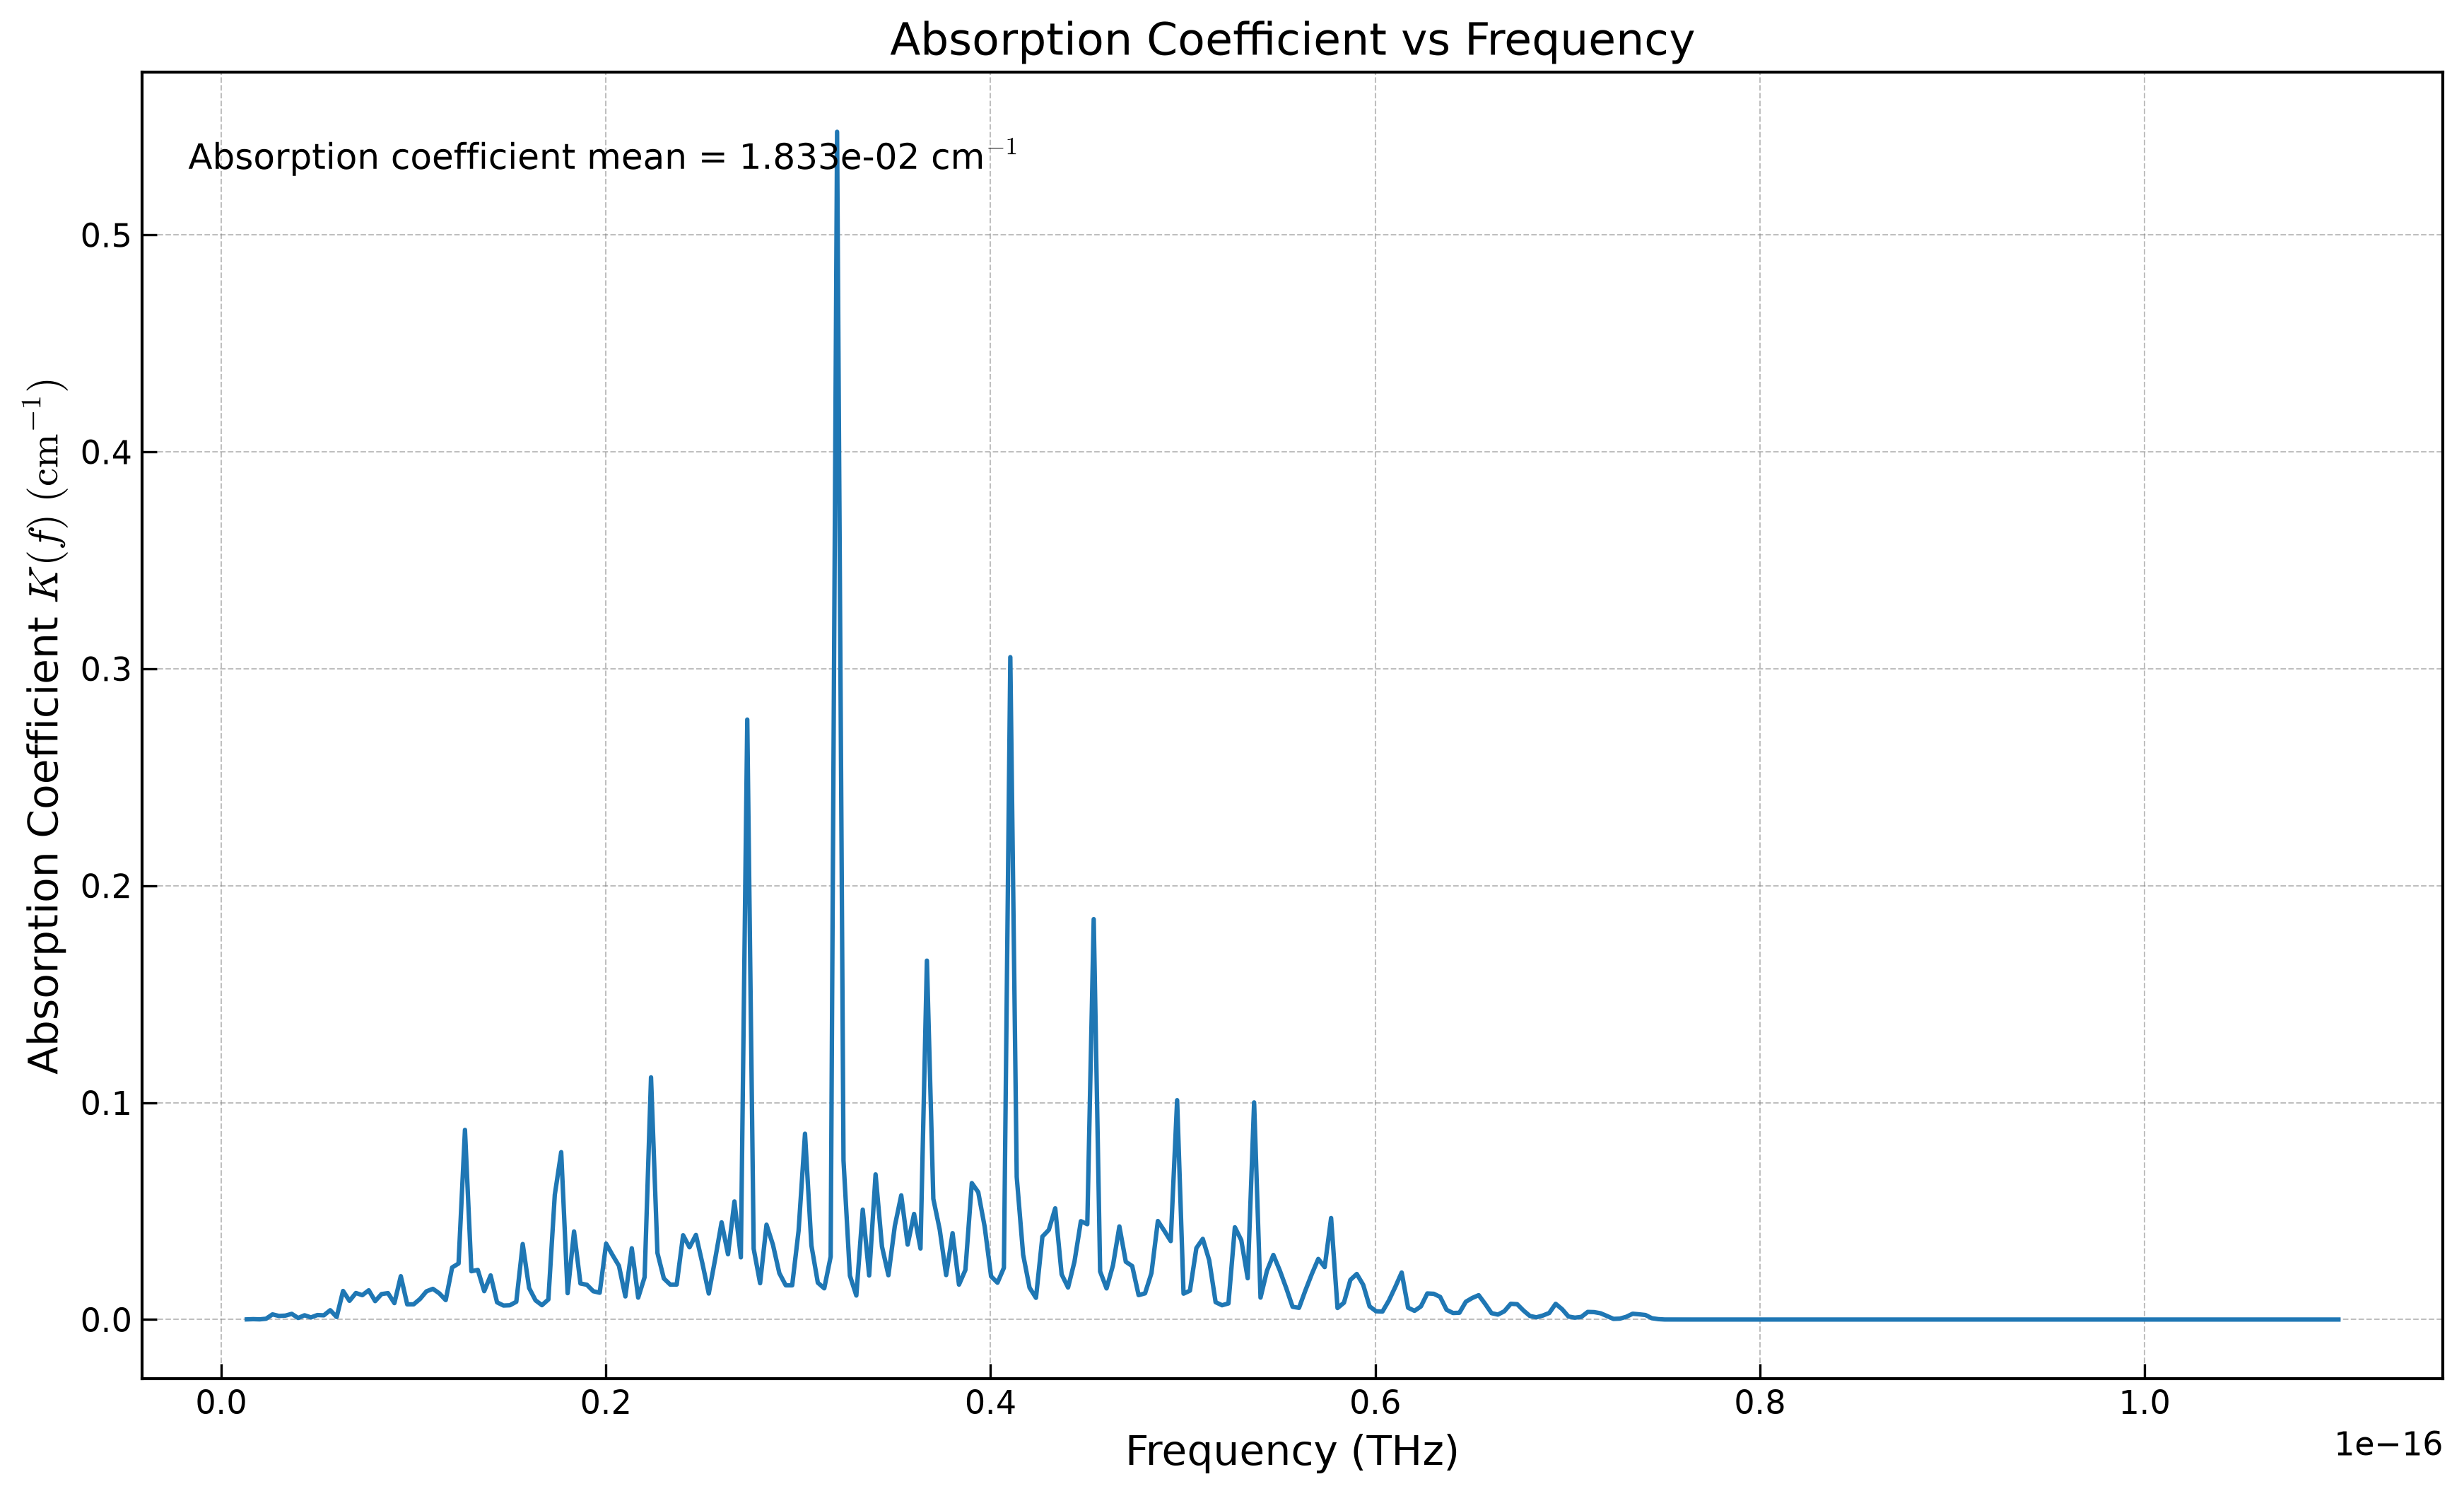 Absorption Coefficient vs Frequency
Absorption coefficient mean = 1.833e-02 cm⁻¹
Absorption Coefficient K(f) (cm⁻¹)
0.5
0.4
0.3
0.2
0.1
0.0
0.0 0.2 0.4 0.6 0.8 1.0
1e−16
Frequency (THz)